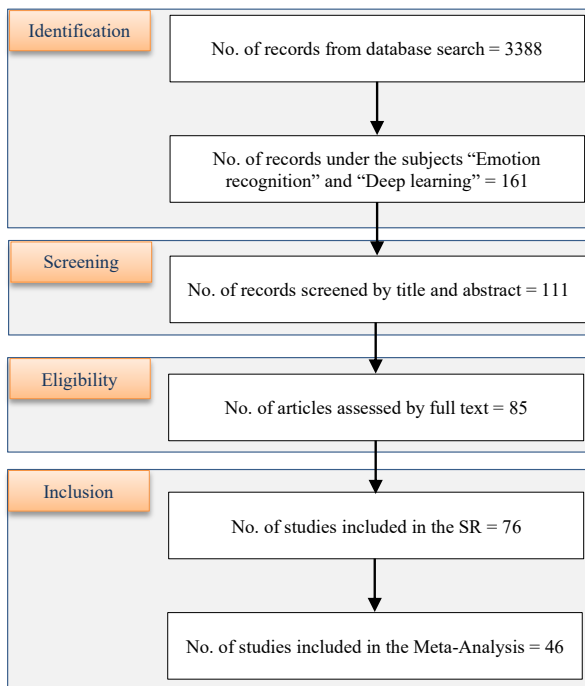 Identification
No. of records from database search = 3388
No. of records under the subjects “Emotion
recognition” and “Deep learning” = 161
Screening
No. of records screened by title and abstract = 111
Eligibility
No. of articles assessed by full text = 85
Inclusion
No. of studies included in the SR = 76
No. of studies included in the Meta-Analysis = 46